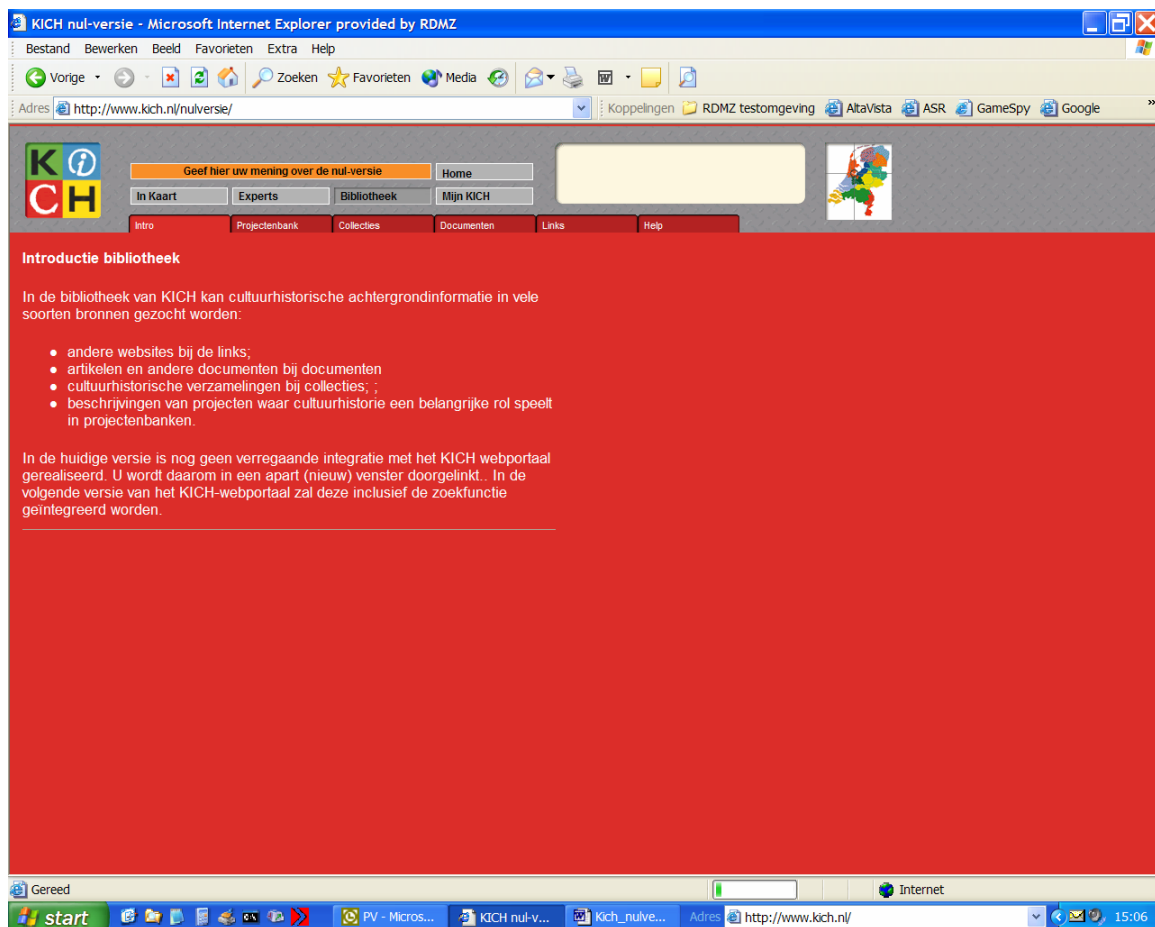 KICH nul-versie - Microsoft Internet Explorer provided by RDMZ
Bestand Bewerken Beeld Favorieten Extra Help
Vorige Zoeken Favorieten Media
Adres http://www.kich.nl/nulversie/ Koppelingen RDMZ testomgeving AltaVista ASR GameSpy Google »
K i
C H
Geef hier uw mening over de nul-versie Home
In Kaart Experts Bibliotheek Mijn KICH
Intro Projectenbank Collecties Documenten Links Help
Introductie bibliotheek
In de bibliotheek van KICH kan cultuurhistorische achtergrondinformatie in vele
soorten bronnen gezocht worden:
• andere websites bij de links;
• artikelen en andere documenten bij documenten
• cultuurhistorische verzamelingen bij collecties; ;
• beschrijvingen van projecten waar cultuurhistorie een belangrijke rol speelt
in projectenbanken.
In de huidige versie is nog geen verregaande integratie met het KICH webportaal
gerealiseerd. U wordt daarom in een apart (nieuw) venster doorgelinkt.. In de
volgende versie van het KICH-webportaal zal deze inclusief de zoekfunctie
geïntegreerd worden.
Gereed Internet
start PV - Micros... KICH nul-v... Kich_nulve... Adres http://www.kich.nl/ 15:06